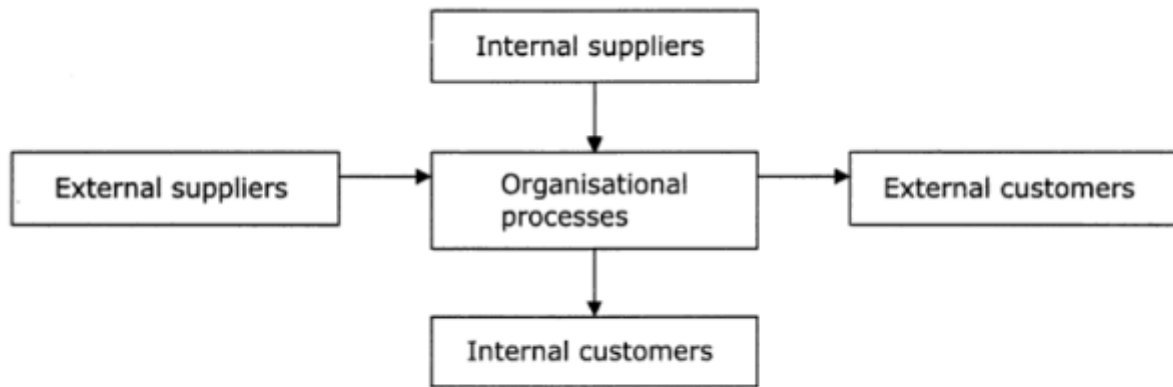 Internal suppliers
External suppliers
Organisational
processes
External customers
Internal customers